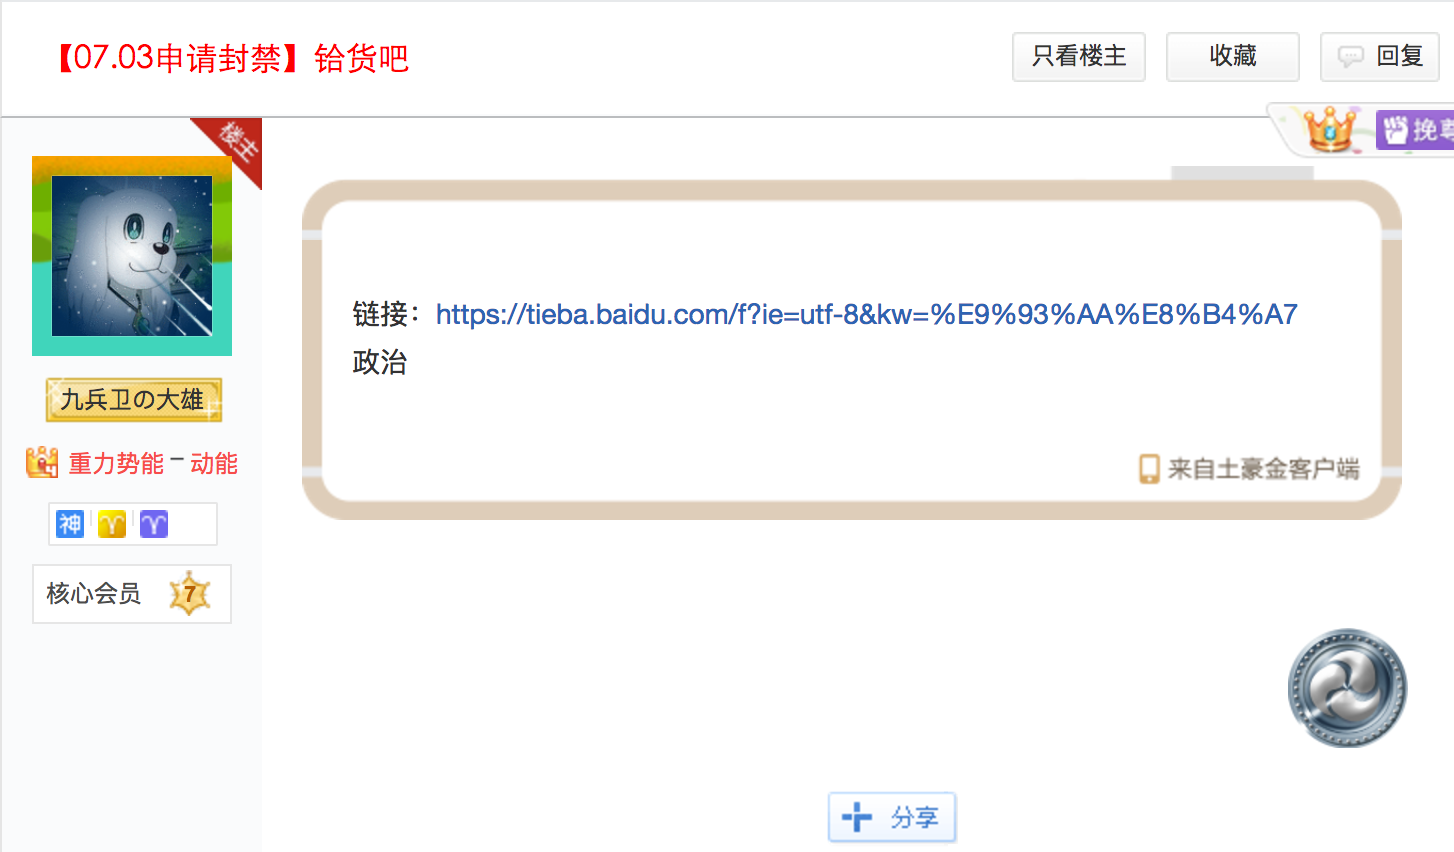 【07.03申请封禁】铪货吧
只看楼主
收藏
回复
楼主
挽尊
链接：https://tieba.baidu.com/f?ie=utf-8&kw=%E9%93%AA%E8%B4%A7
政治
来自土豪金客户端
九兵卫の大雄
重力势能－动能
神
核心会员 7
分享